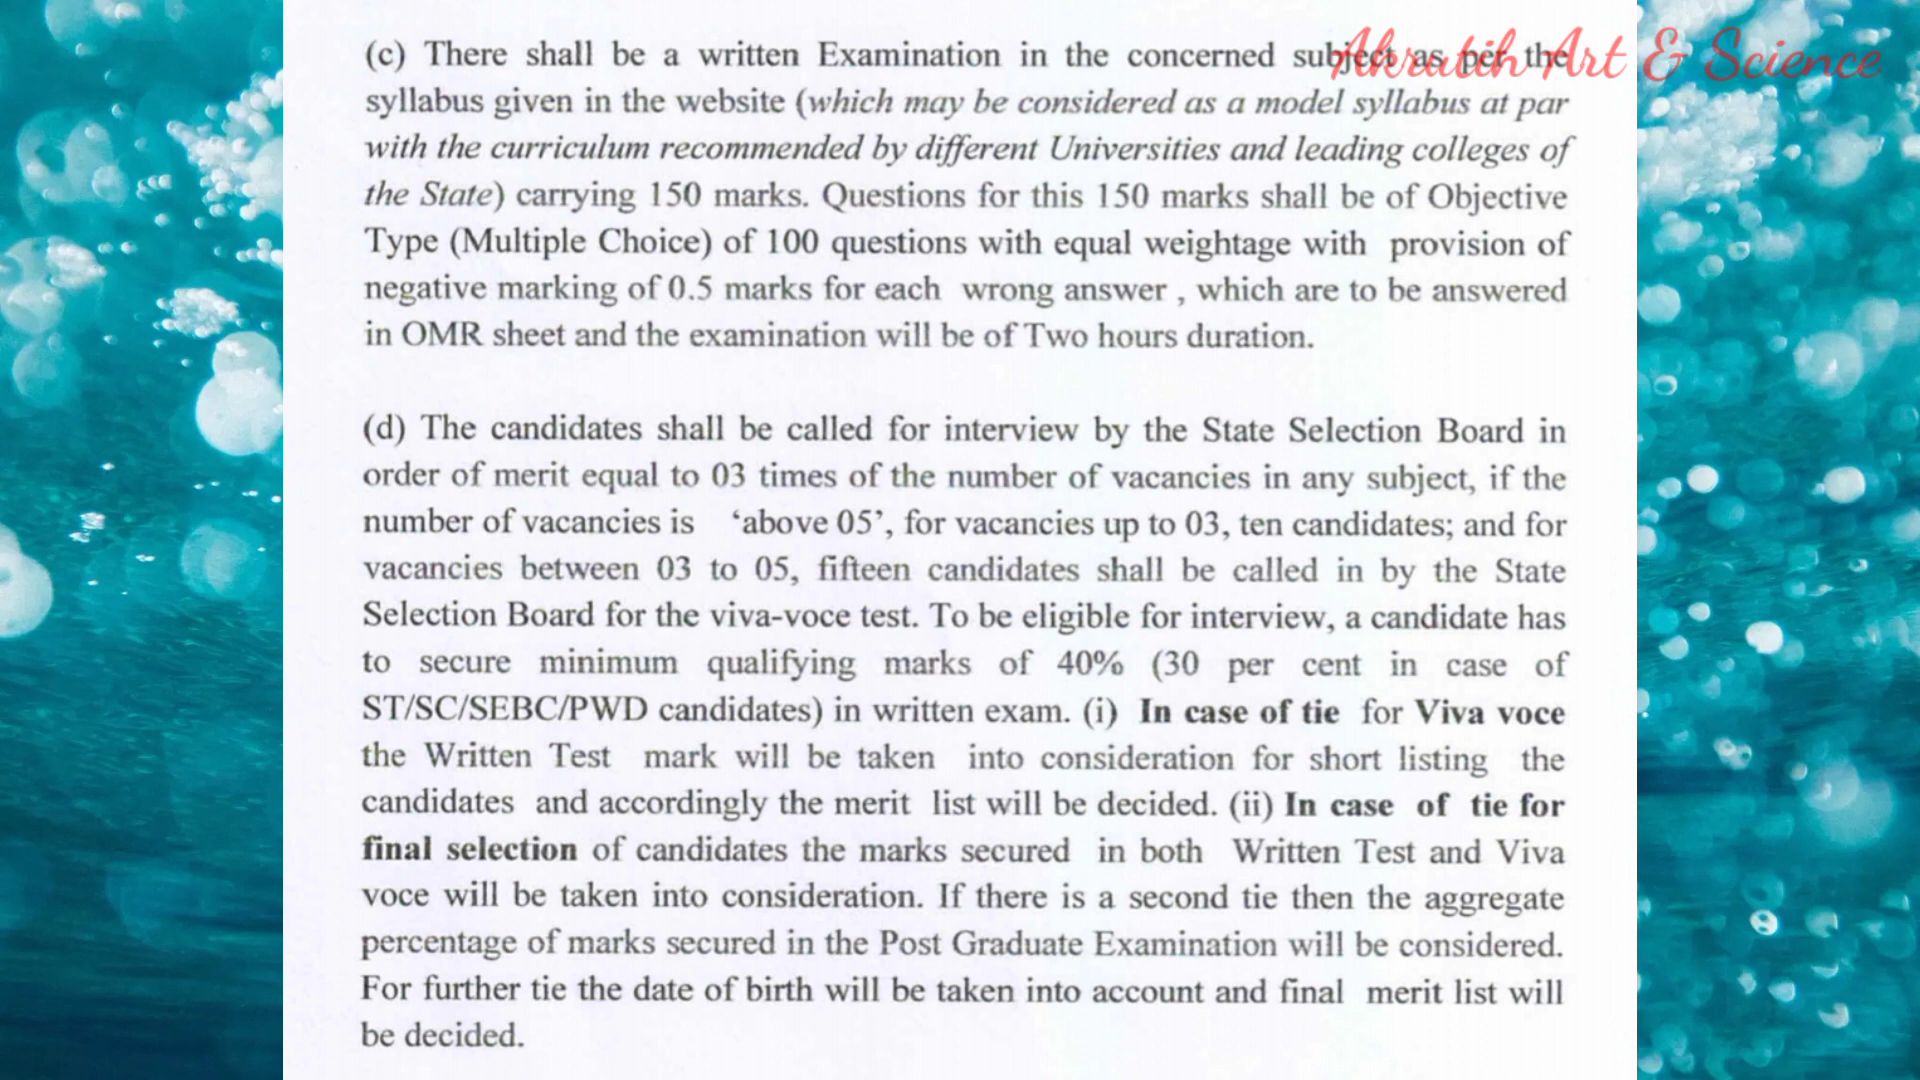 Akrutih Art & Science
(c) There shall be a written Examination in the concerned subject as per the
syllabus given in the website (which may be considered as a model syllabus at par
with the curriculum recommended by different Universities and leading colleges of
the State) carrying 150 marks. Questions for this 150 marks shall be of Objective
Type (Multiple Choice) of 100 questions with equal weightage with provision of
negative marking of 0.5 marks for each wrong answer , which are to be answered
in OMR sheet and the examination will be of Two hours duration.
(d) The candidates shall be called for interview by the State Selection Board in
order of merit equal to 03 times of the number of vacancies in any subject, if the
number of vacancies is ‘above 05’, for vacancies up to 03, ten candidates; and for
vacancies between 03 to 05, fifteen candidates shall be called in by the State
Selection Board for the viva-voce test. To be eligible for interview, a candidate has
to secure minimum qualifying marks of 40% (30 per cent in case of
ST/SC/SEBC/PWD candidates) in written exam. (i) In case of tie for Viva voce
the Written Test mark will be taken into consideration for short listing the
candidates and accordingly the merit list will be decided. (ii) In case of tie for
final selection of candidates the marks secured in both Written Test and Viva
voce will be taken into consideration. If there is a second tie then the aggregate
percentage of marks secured in the Post Graduate Examination will be considered.
For further tie the date of birth will be taken into account and final merit list will
be decided.